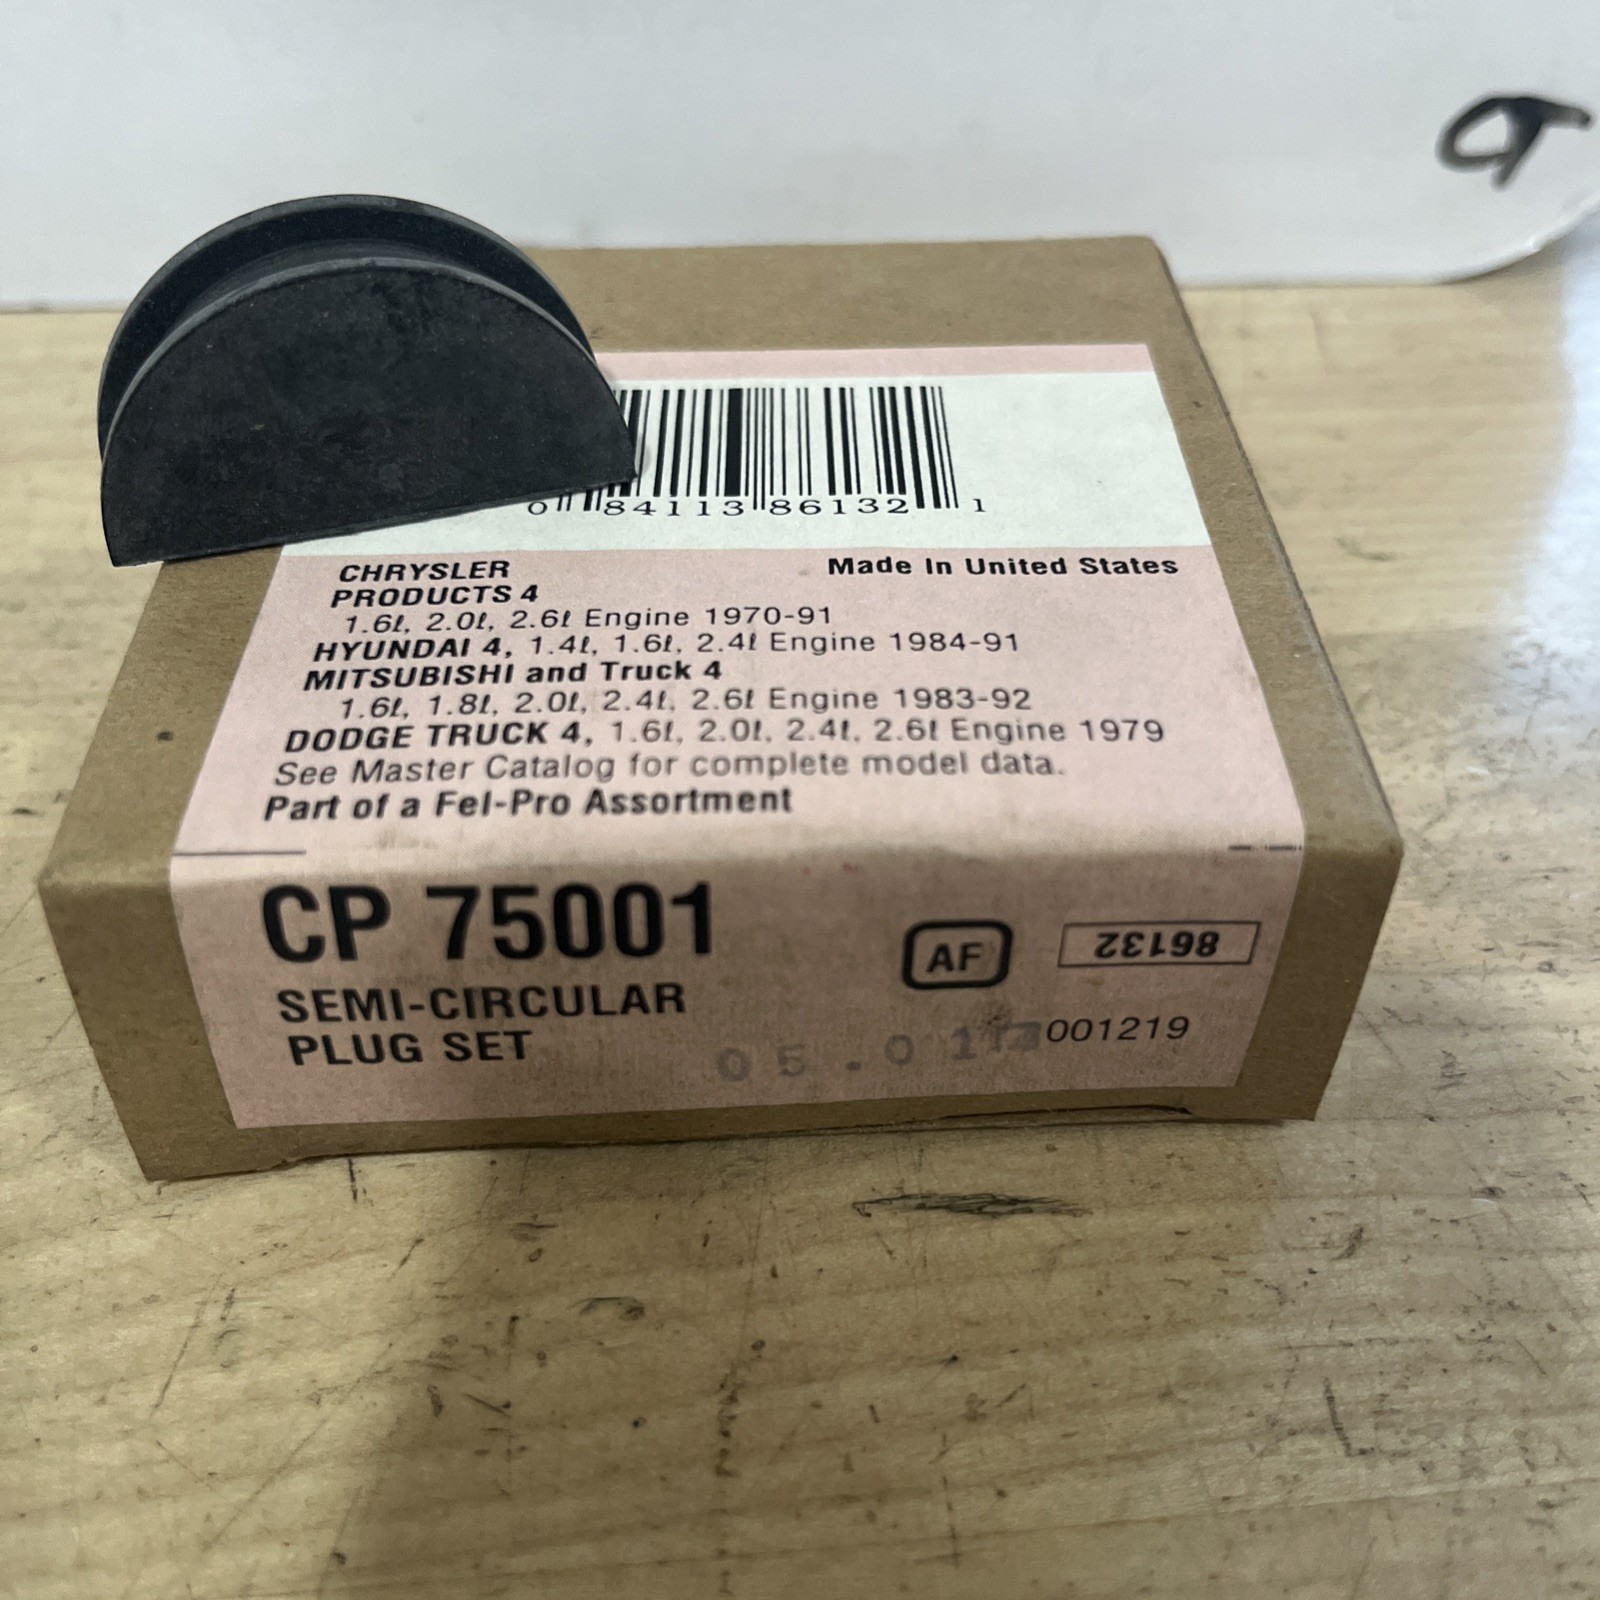 0 84113 86132 1
CHRYSLER
PRODUCTS 4
Made In United States
1.6ℓ, 2.0ℓ, 2.6ℓ Engine 1970-91
HYUNDAI 4, 1.4ℓ, 1.6ℓ, 2.4ℓ Engine 1984-91
MITSUBISHI and Truck 4
1.6ℓ, 1.8ℓ, 2.0ℓ, 2.4ℓ, 2.6ℓ Engine 1983-92
DODGE TRUCK 4, 1.6ℓ, 2.0ℓ, 2.4ℓ, 2.6ℓ Engine 1979
See Master Catalog for complete model data.
Part of a Fel-Pro Assortment
CP 75001
AF
86132
SEMI-CIRCULAR
PLUG SET
001219